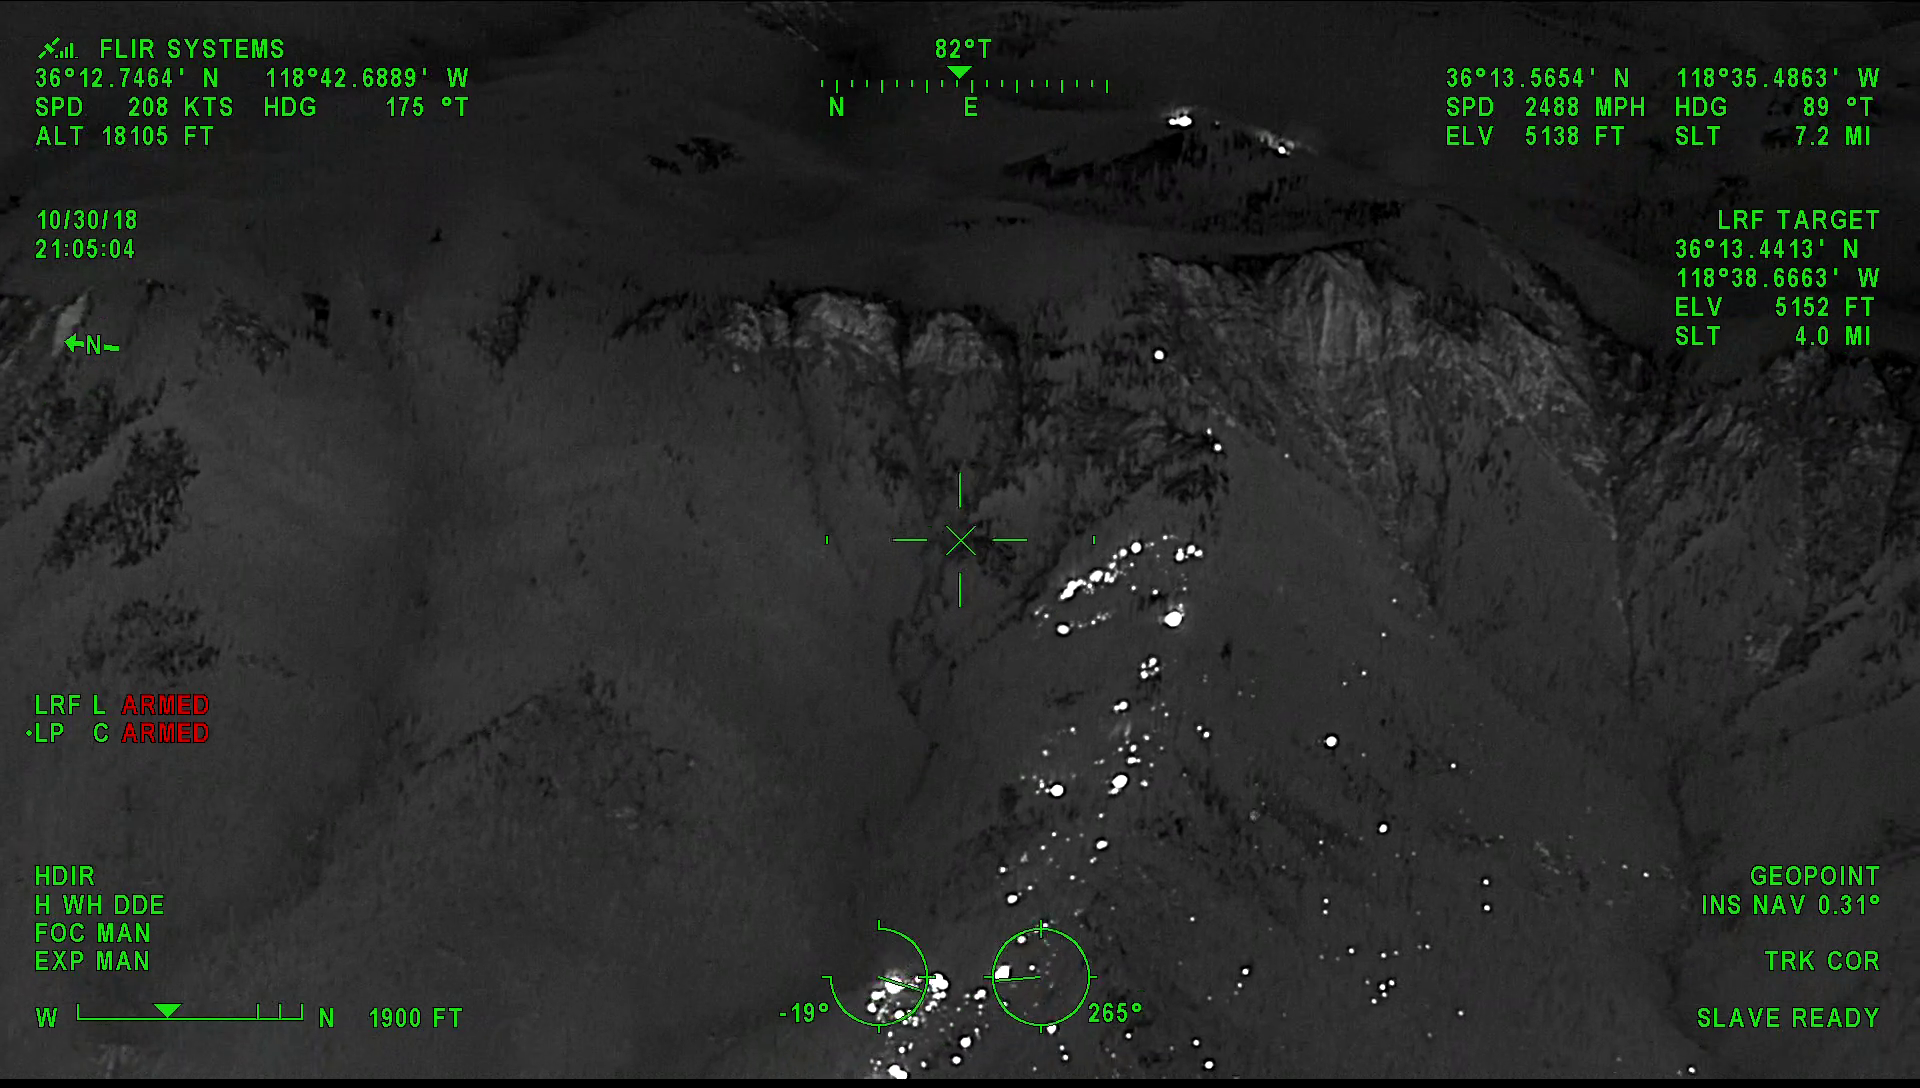 FLIR SYSTEMS
36°12.7464' N 118°42.6889' W
SPD 208 KTS HDG 175 °T
ALT 18105 FT
82°T
N E
36°13.5654' N 118°35.4863' W
SPD 2488 MPH HDG 89 °T
ELV 5138 FT SLT 7.2 MI
10/30/18
21:05:04
LRF TARGET
36°13.4413' N
118°38.6663' W
ELV 5152 FT
SLT 4.0 MI
N
LRF L ARMED
LP C ARMED
HDIR
H WH DDE
FOC MAN
EXP MAN
W N 1900 FT
-19°
265°
GEOPOINT
INS NAV 0.31°
TRK COR
SLAVE READY